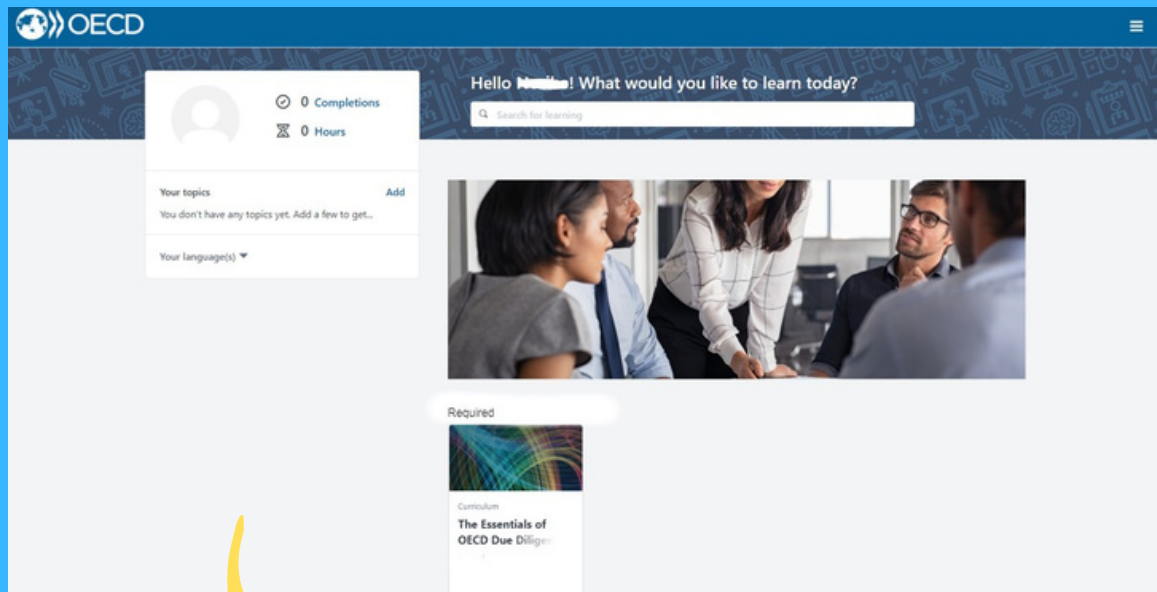 OECD
Hello ! What would you like to learn today?
Search for learning
0 Completions
0 Hours
Your topics Add
You don't have any topics yet. Add a few to get...
Your language(s)
Required
Curriculum
The Essentials of
OECD Due